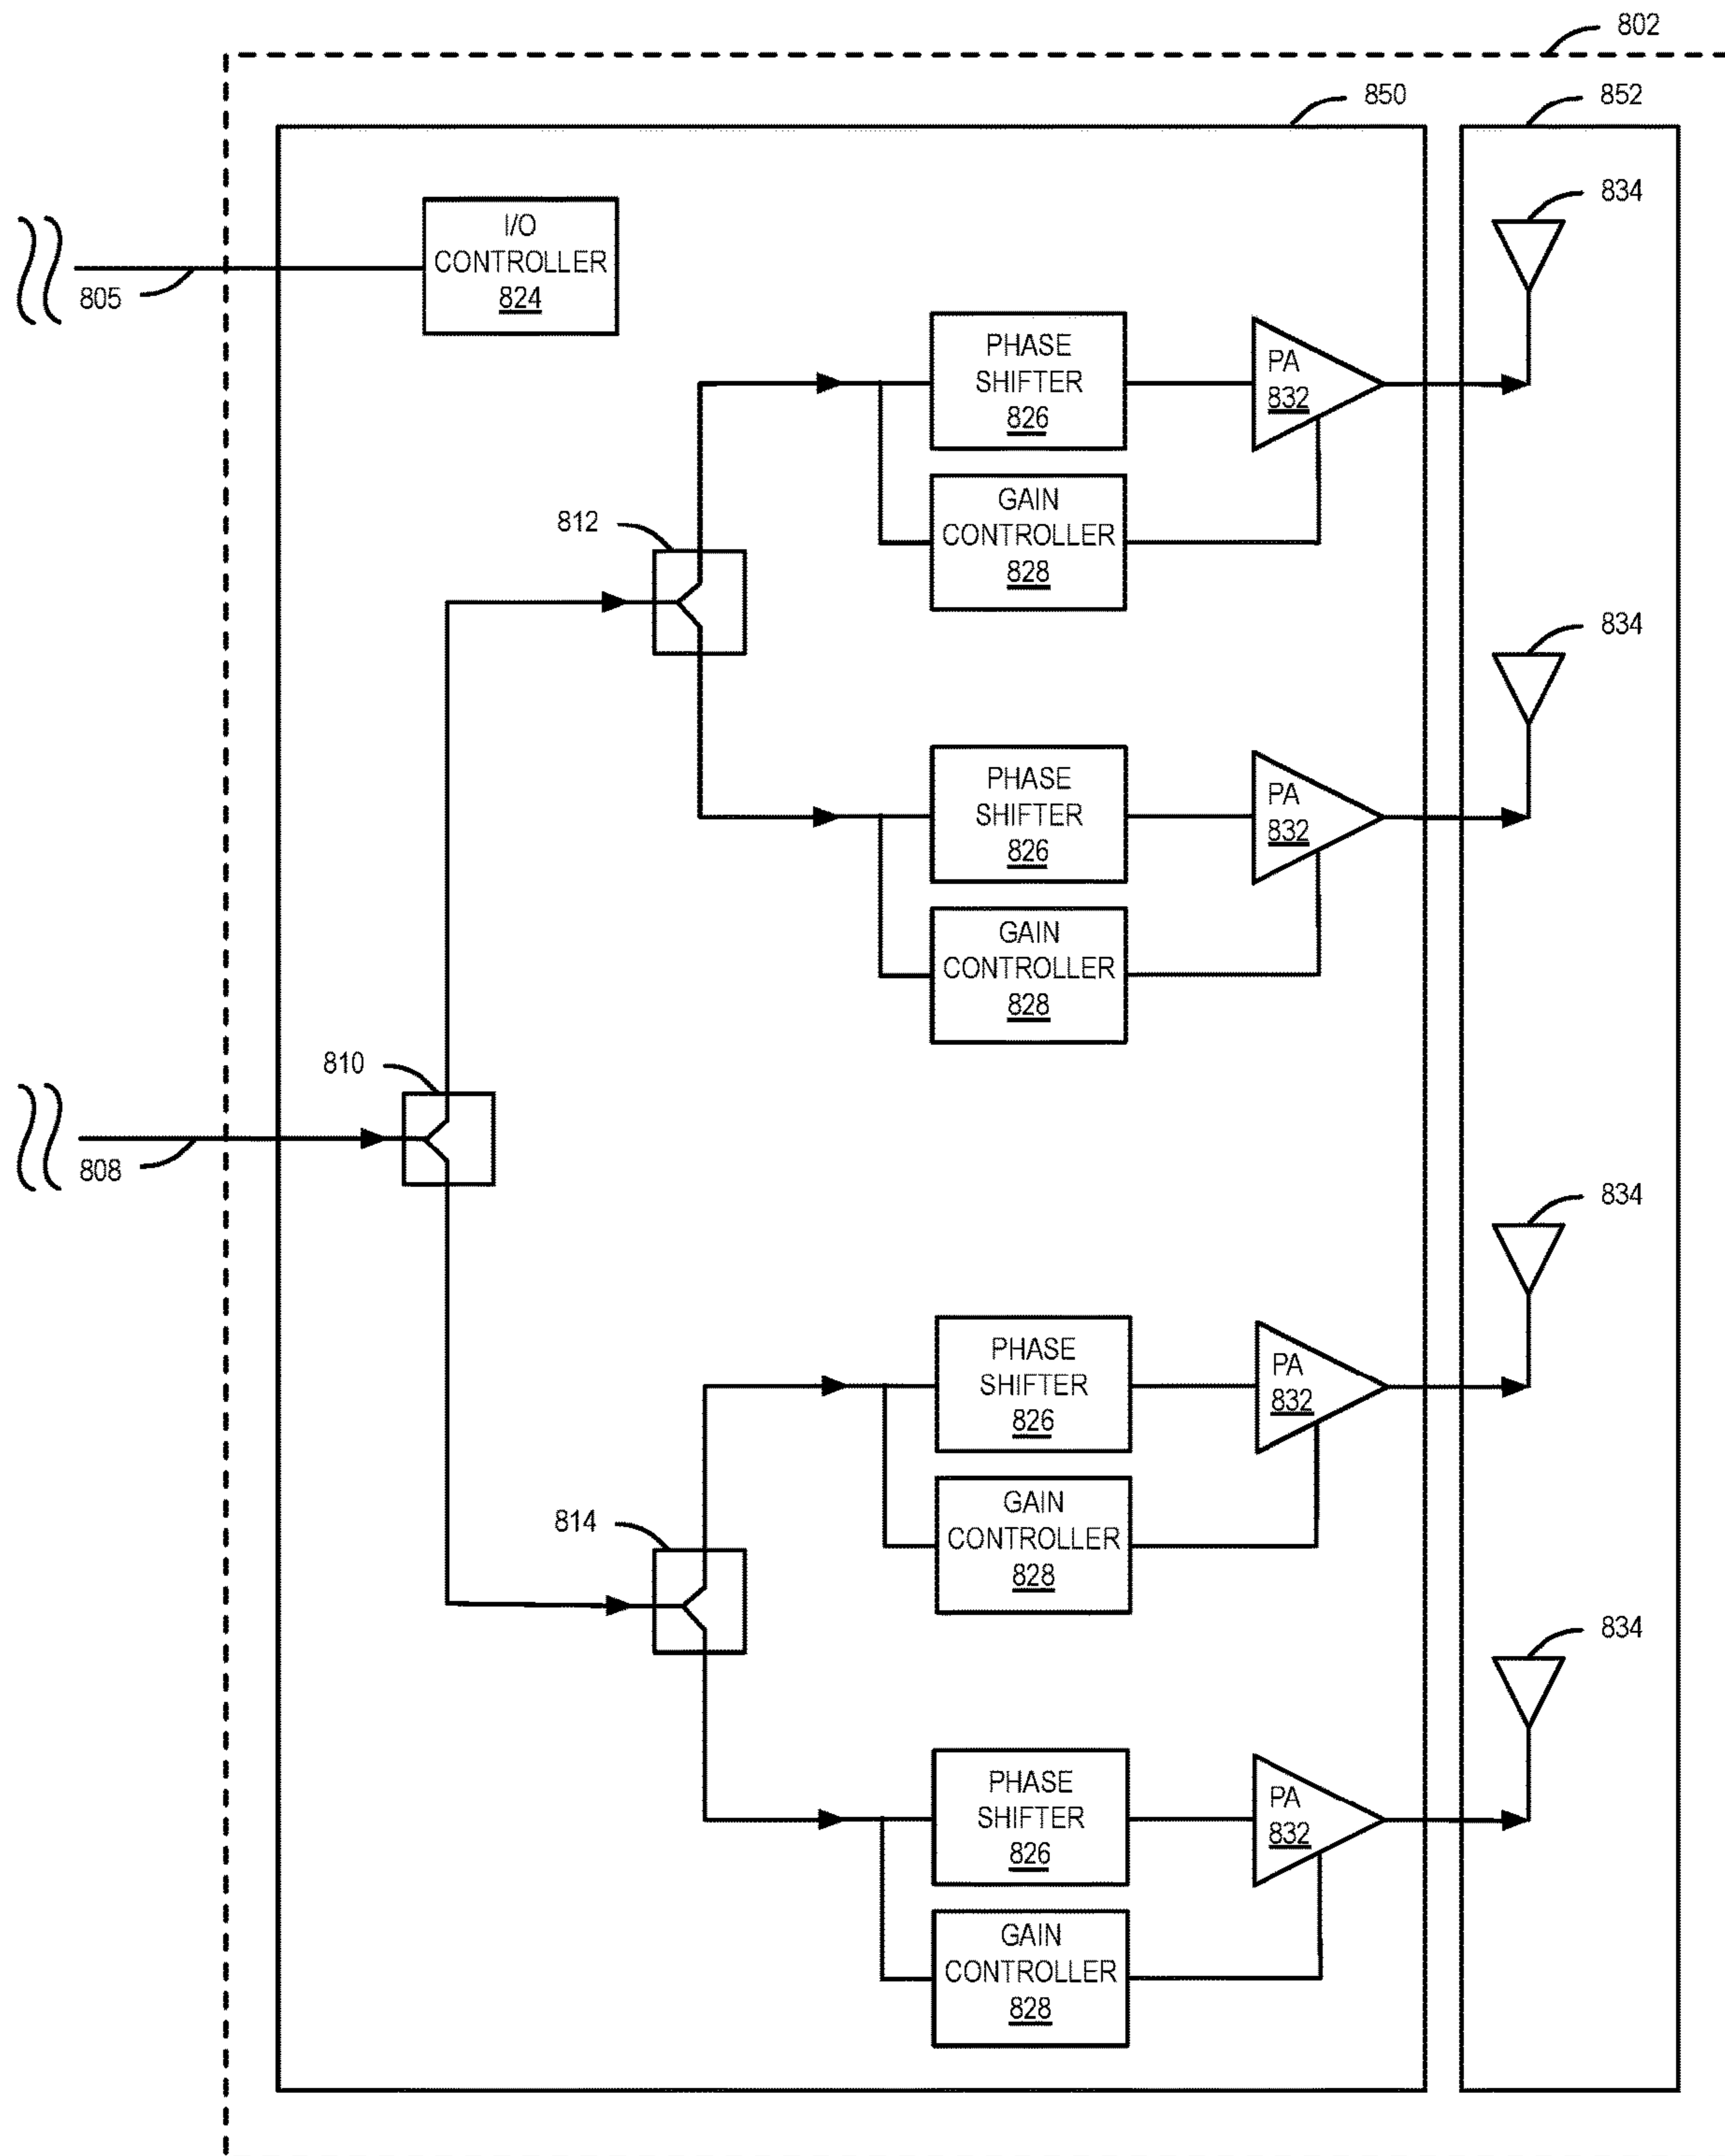 802
850
852
834
I/O
CONTROLLER
824
805
PHASE
SHIFTER
826
PA
832
GAIN
CONTROLLER
828
812
834
PHASE
SHIFTER
826
PA
832
GAIN
CONTROLLER
828
810
808
834
PHASE
SHIFTER
826
PA
832
GAIN
CONTROLLER
828
814
834
PHASE
SHIFTER
826
PA
832
GAIN
CONTROLLER
828